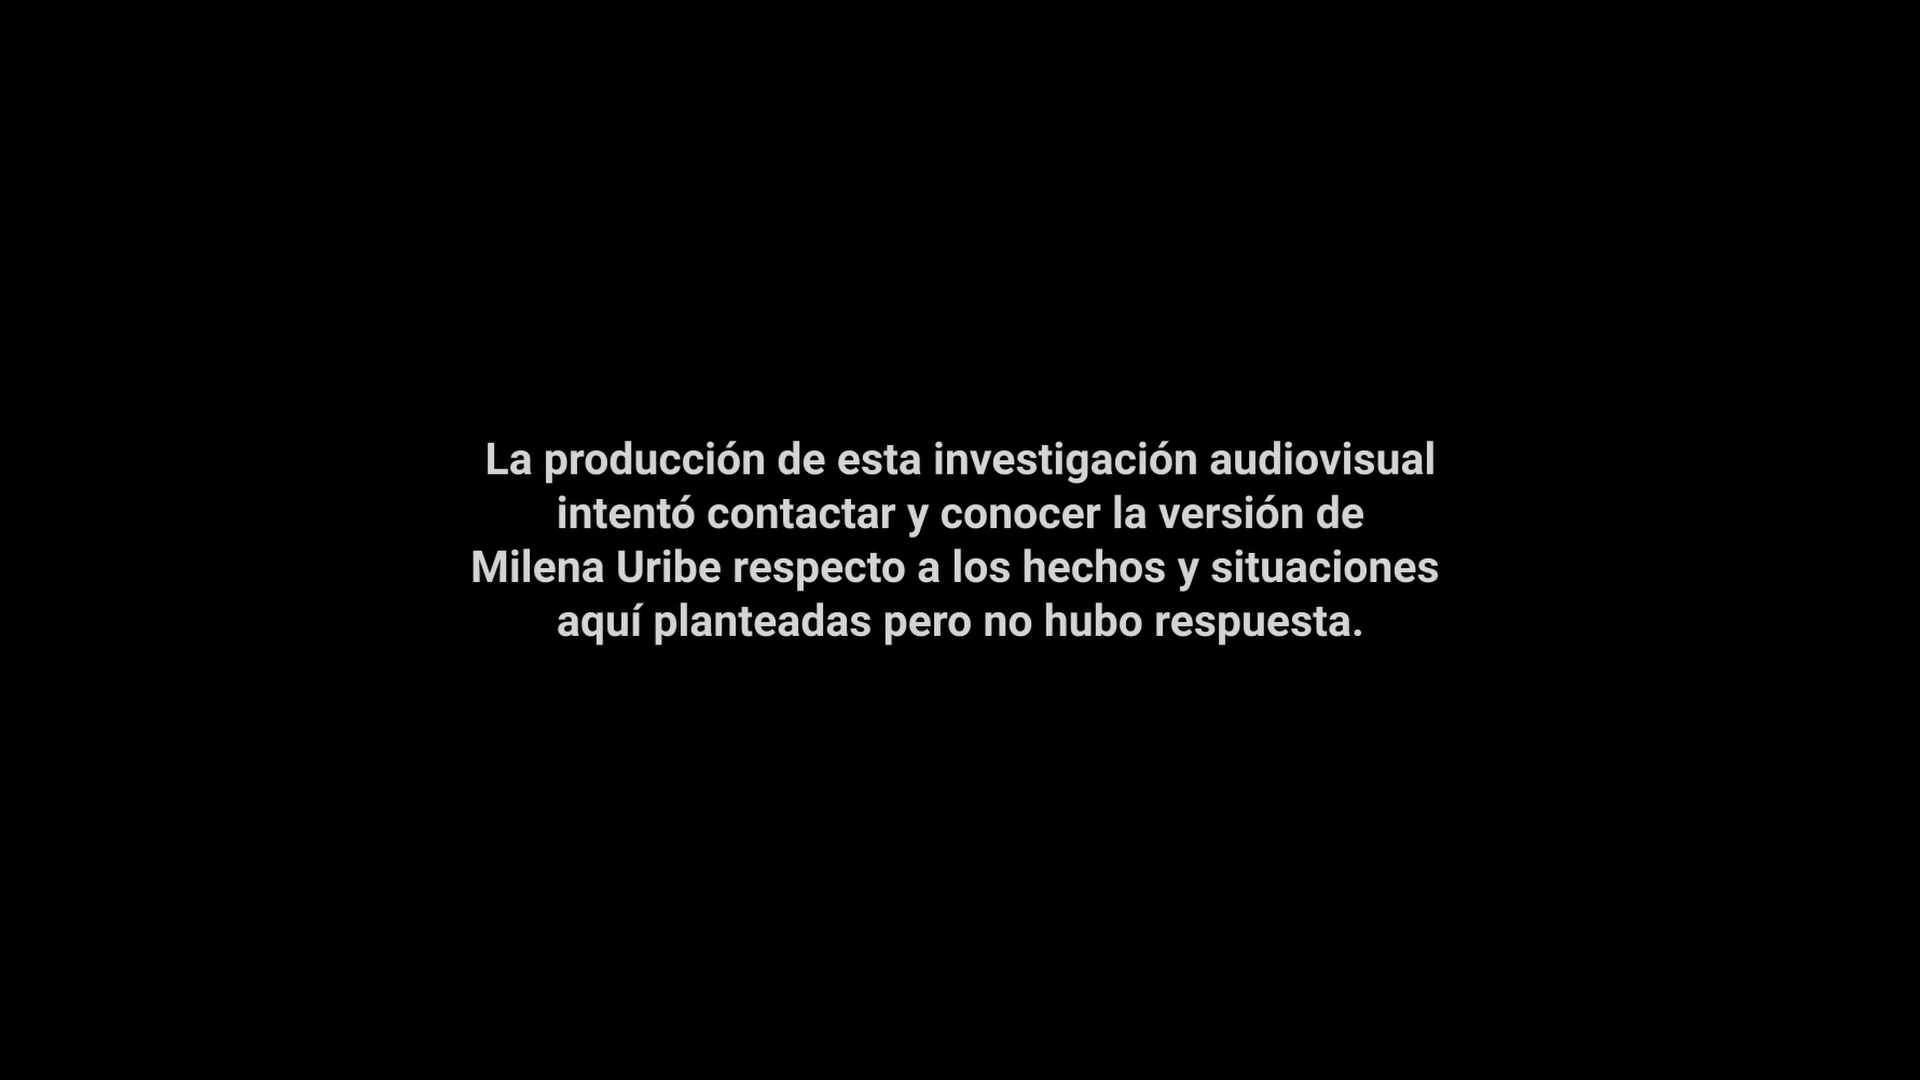 La producción de esta investigación audiovisual
intentó contactar y conocer la versión de
Milena Uribe respecto a los hechos y situaciones
aquí planteadas pero no hubo respuesta.